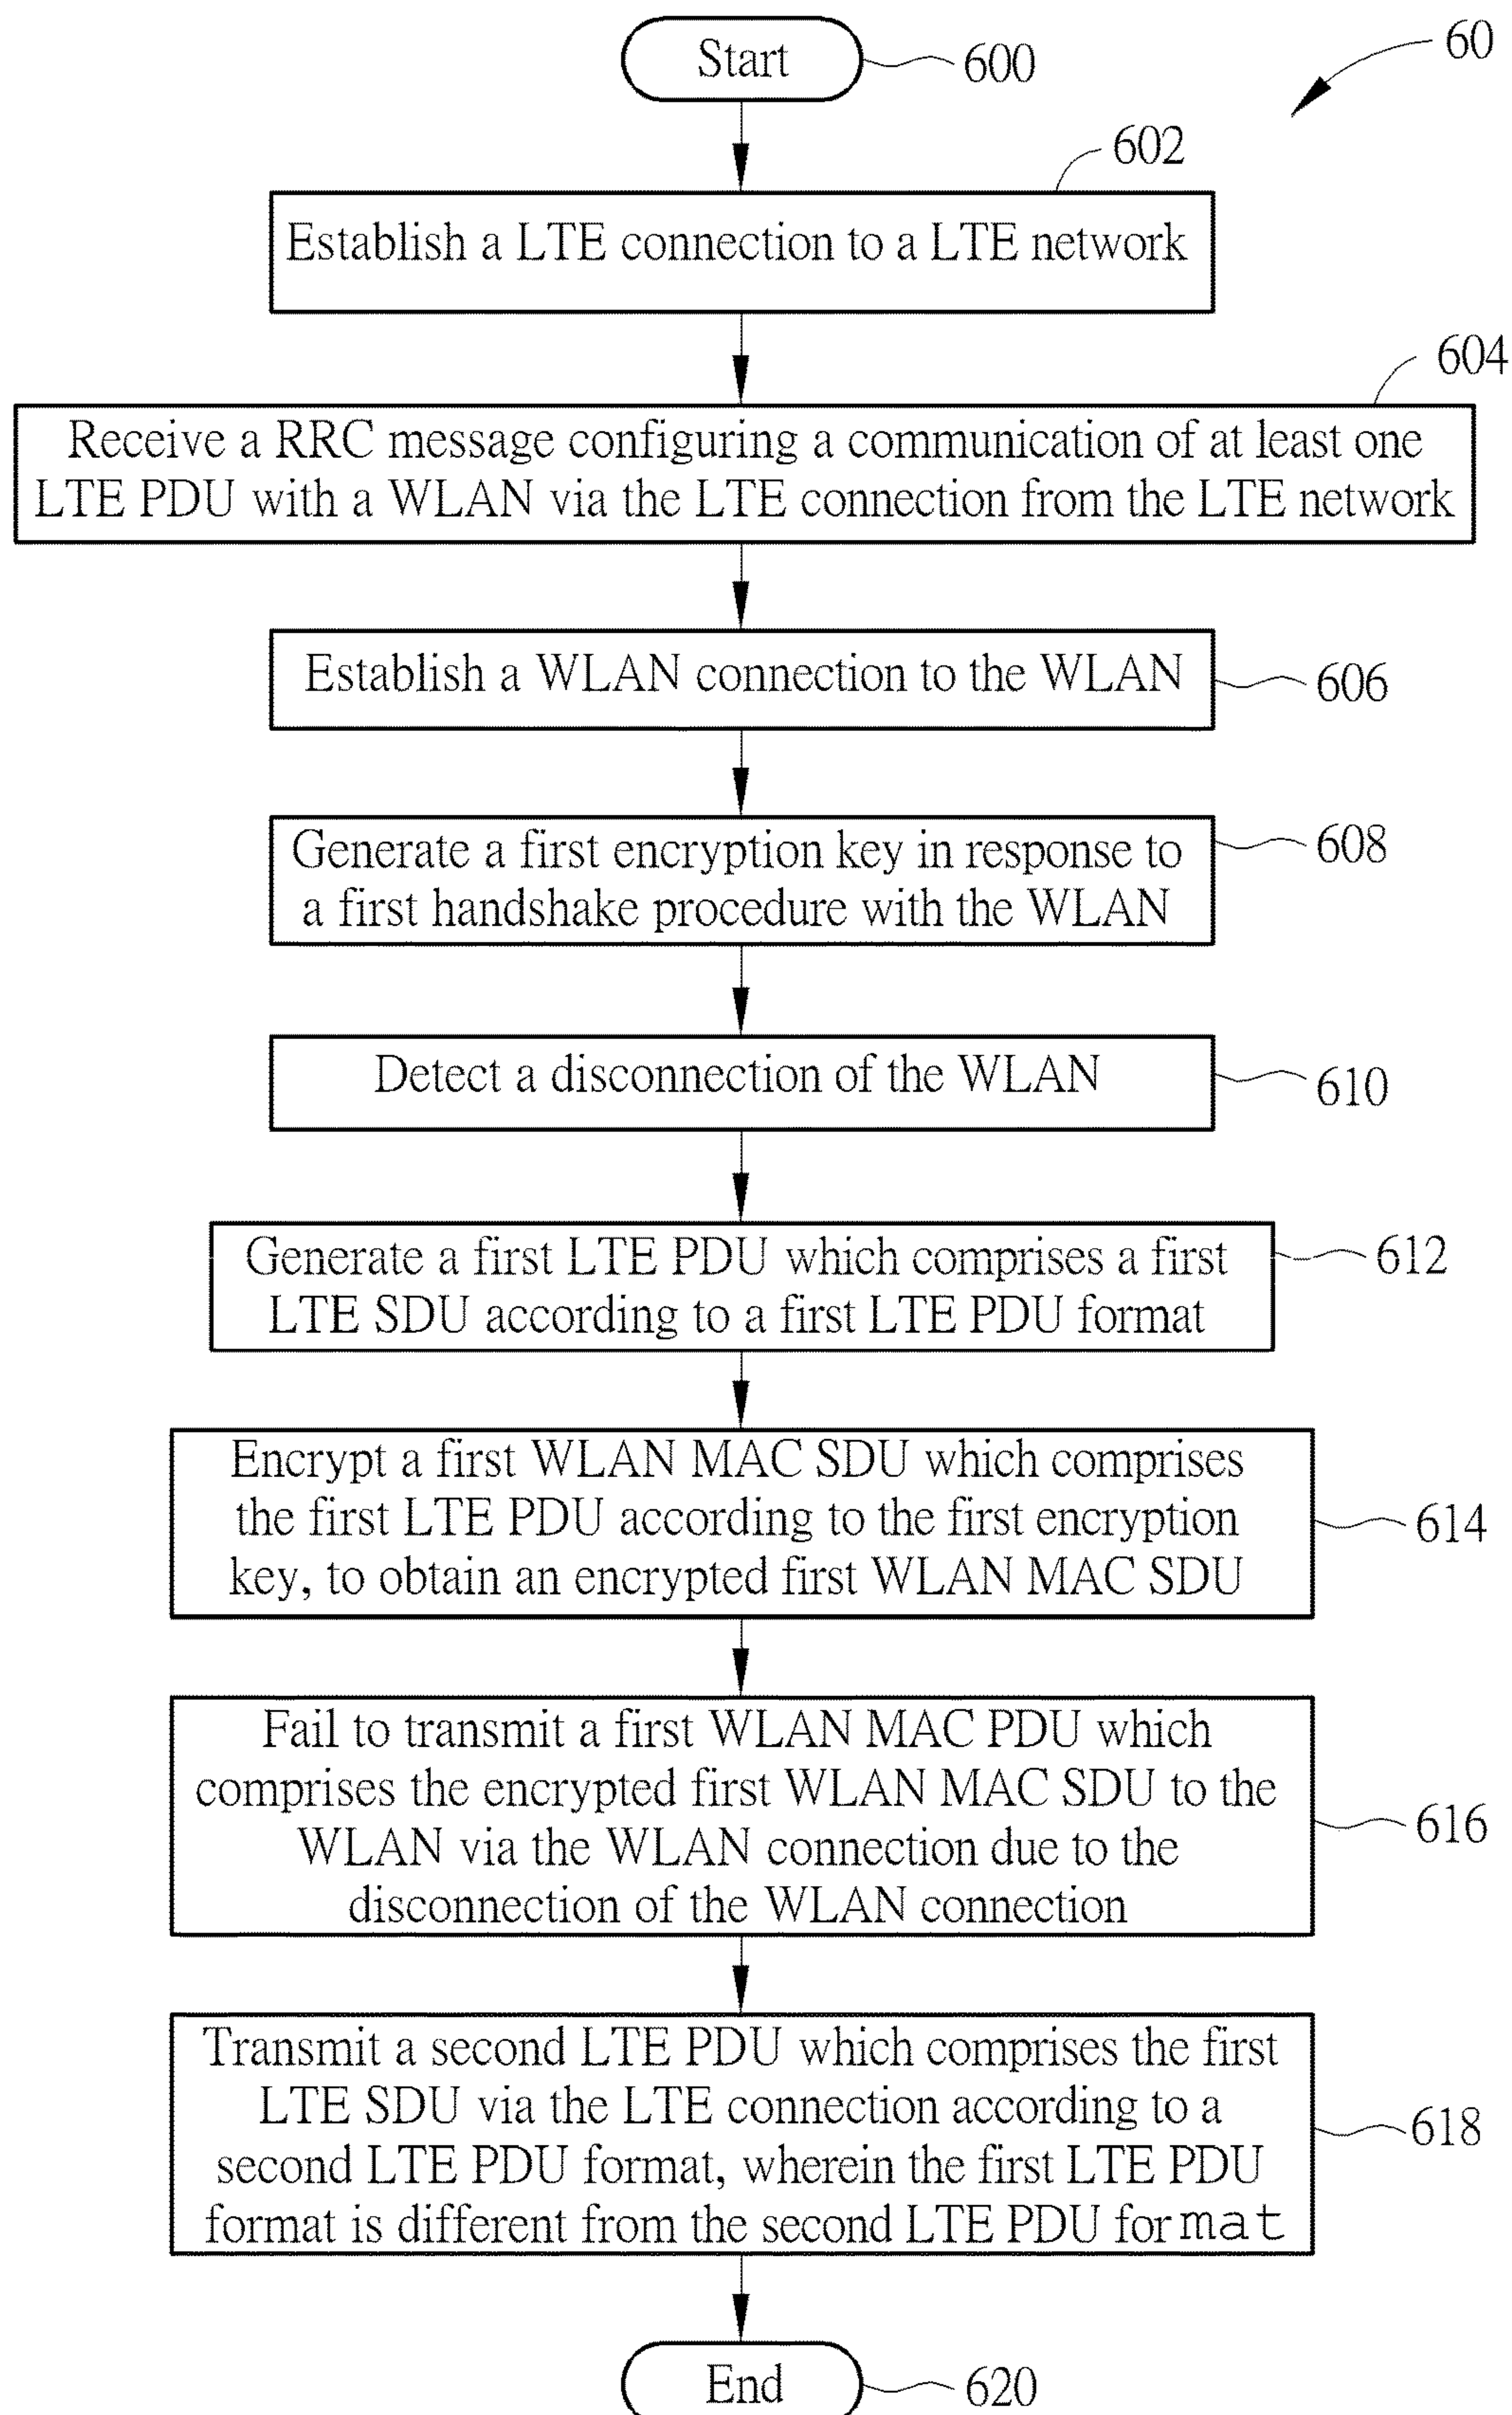 Start
600
60
602
Establish a LTE connection to a LTE network
604
Receive a RRC message configuring a communication of at least one
LTE PDU with a WLAN via the LTE connection from the LTE network
Establish a WLAN connection to the WLAN
606
Generate a first encryption key in response to
a first handshake procedure with the WLAN
608
Detect a disconnection of the WLAN
610
Generate a first LTE PDU which comprises a first
LTE SDU according to a first LTE PDU format
612
Encrypt a first WLAN MAC SDU which comprises
the first LTE PDU according to the first encryption
key, to obtain an encrypted first WLAN MAC SDU
614
Fail to transmit a first WLAN MAC PDU which
comprises the encrypted first WLAN MAC SDU to the
WLAN via the WLAN connection due to the
disconnection of the WLAN connection
616
Transmit a second LTE PDU which comprises the first
LTE SDU via the LTE connection according to a
second LTE PDU format, wherein the first LTE PDU
format is different from the second LTE PDU format
618
End
620